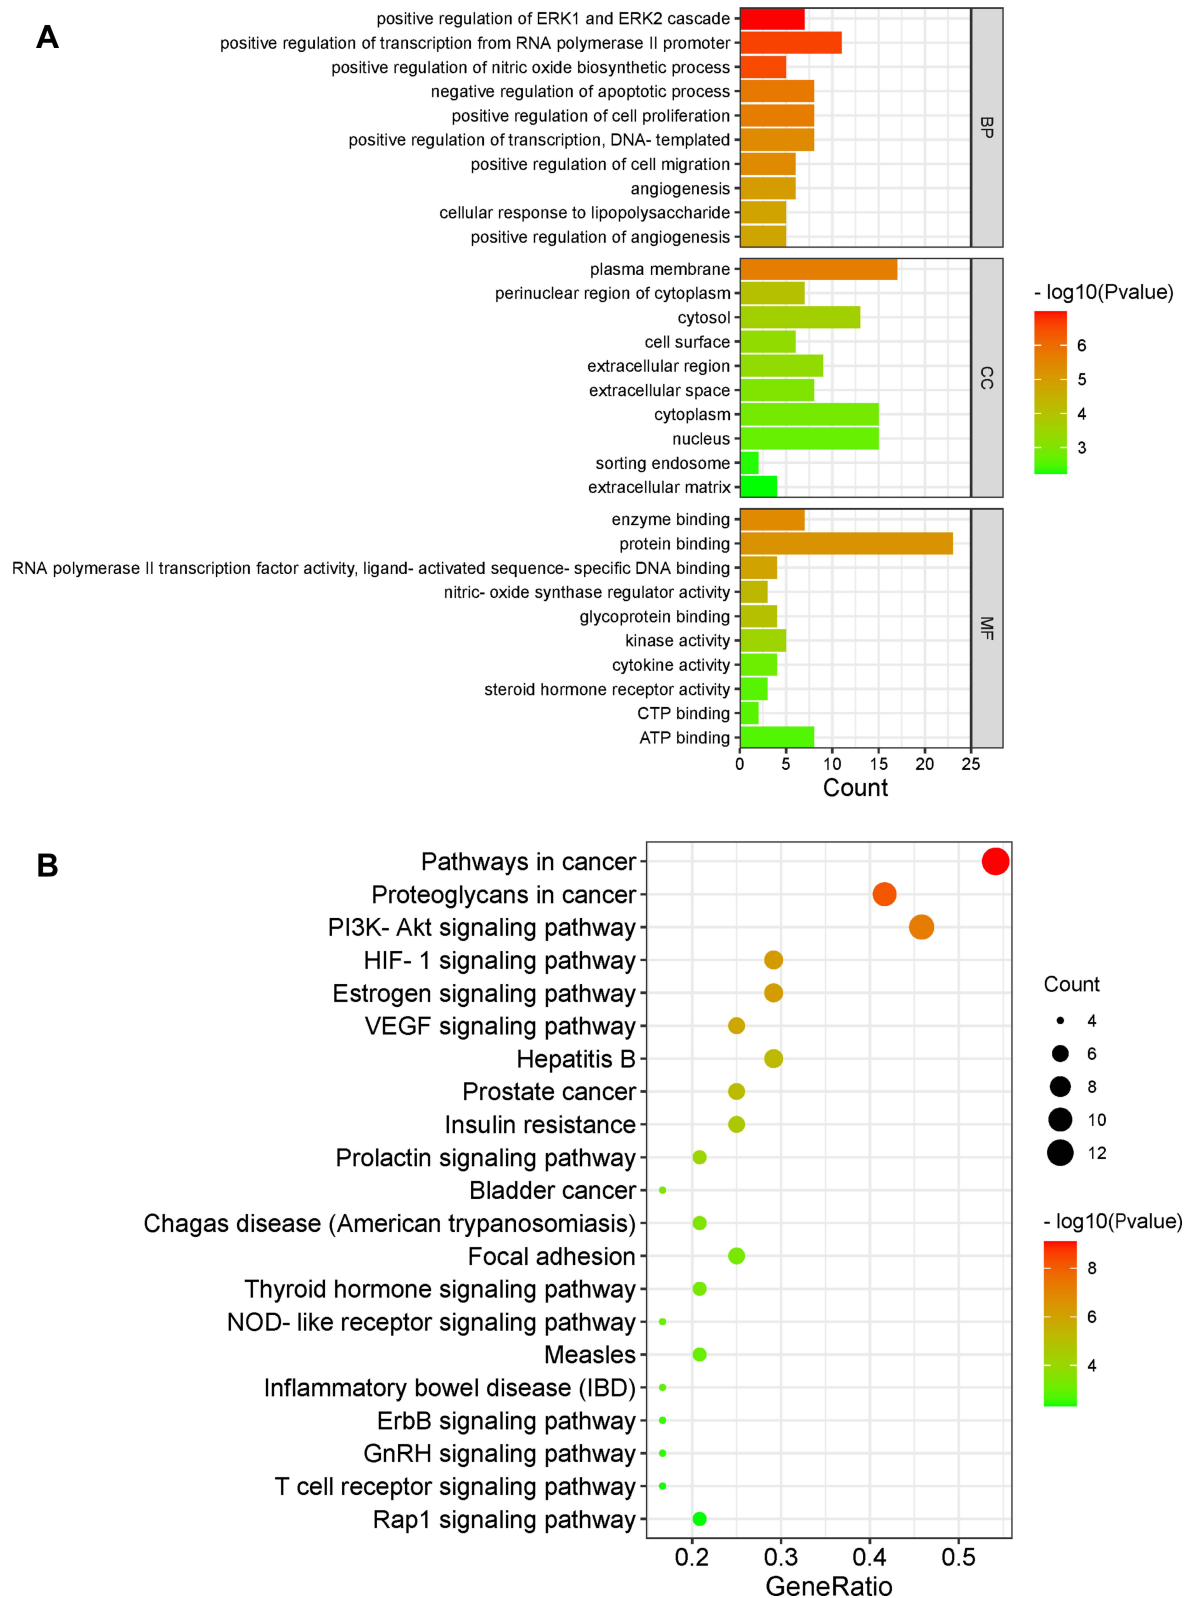 A
positive regulation of ERK1 and ERK2 cascade
positive regulation of transcription from RNA polymerase II promoter
positive regulation of nitric oxide biosynthetic process
negative regulation of apoptotic process
positive regulation of cell proliferation
positive regulation of transcription, DNA- templated
positive regulation of cell migration
angiogenesis
cellular response to lipopolysaccharide
positive regulation of angiogenesis
BP
plasma membrane
perinuclear region of cytoplasm
cytosol
cell surface
extracellular region
extracellular space
cytoplasm
nucleus
sorting endosome
extracellular matrix
CC
enzyme binding
protein binding
RNA polymerase II transcription factor activity, ligand- activated sequence- specific DNA binding
nitric- oxide synthase regulator activity
glycoprotein binding
kinase activity
cytokine activity
steroid hormone receptor activity
CTP binding
ATP binding
MF
0 5 10 15 20 25
Count
- log10(Pvalue)
6
5
4
3
B
Pathways in cancer
Proteoglycans in cancer
PI3K- Akt signaling pathway
HIF- 1 signaling pathway
Estrogen signaling pathway
VEGF signaling pathway
Hepatitis B
Prostate cancer
Insulin resistance
Prolactin signaling pathway
Bladder cancer
Chagas disease (American trypanosomiasis)
Focal adhesion
Thyroid hormone signaling pathway
NOD- like receptor signaling pathway
Measles
Inflammatory bowel disease (IBD)
ErbB signaling pathway
GnRH signaling pathway
T cell receptor signaling pathway
Rap1 signaling pathway
0.2 0.3 0.4 0.5
GeneRatio
Count
4
6
8
10
12
- log10(Pvalue)
8
6
4